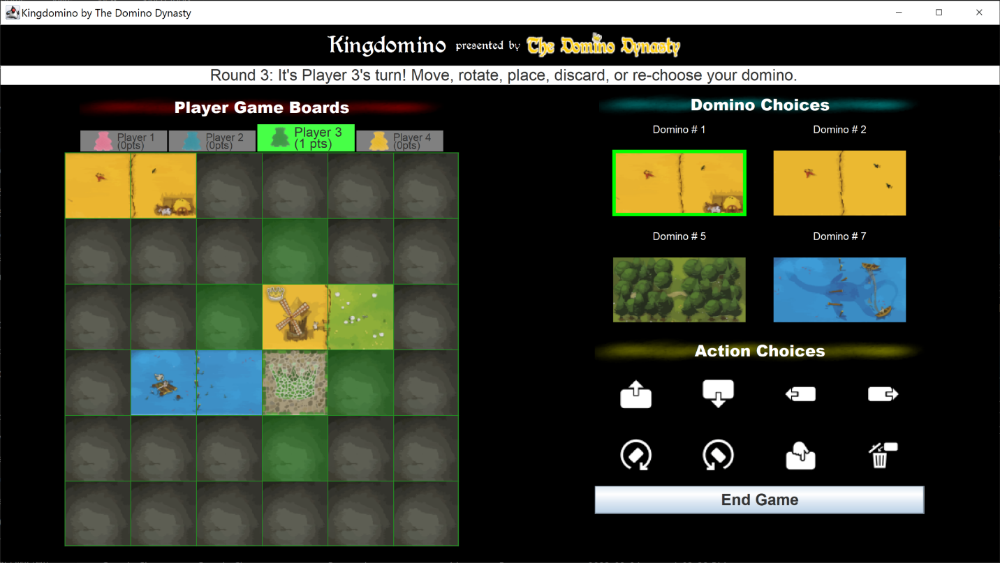 Kingdomino by The Domino Dynasty
Kingdomino presented by The Domino Dynasty
Round 3: It's Player 3's turn! Move, rotate, place, discard, or re-choose your domino.
Player Game Boards
Player 1
(0pts)
Player 2
(0pts)
Player 3
(1 pts)
Player 4
(0pts)
Domino Choices
Domino # 1
Domino # 2
Domino # 5
Domino # 7
Action Choices
End Game